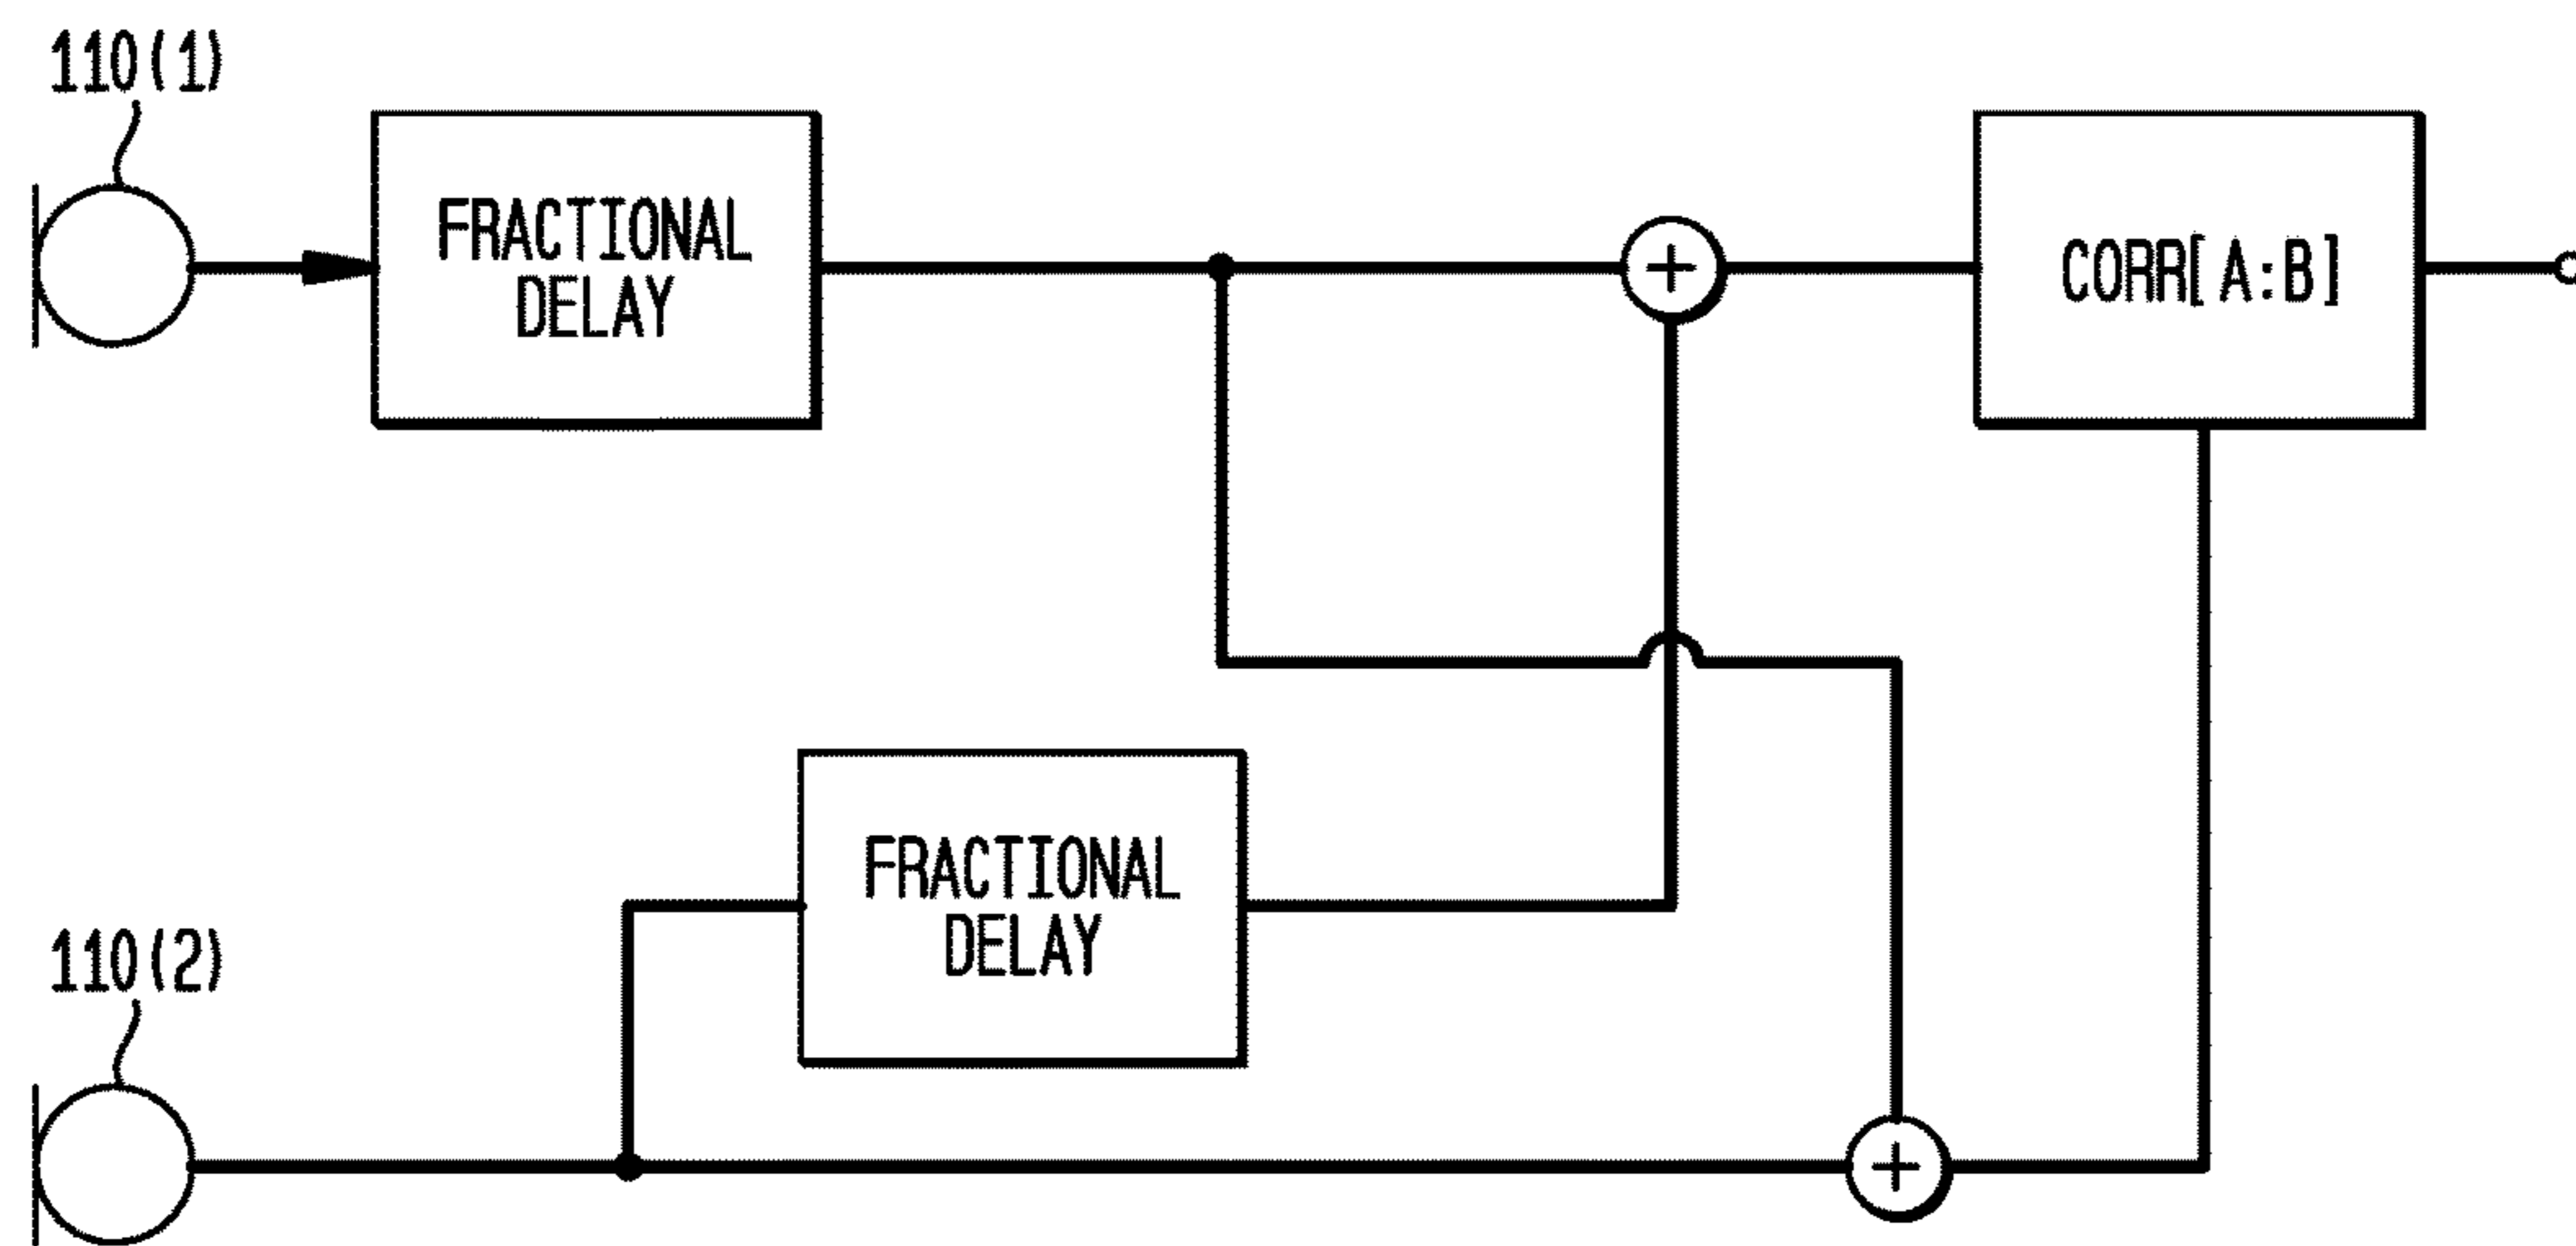 110(1)
FRACTIONAL
DELAY
+
CORR[A:B]
FRACTIONAL
DELAY
110(2)
+